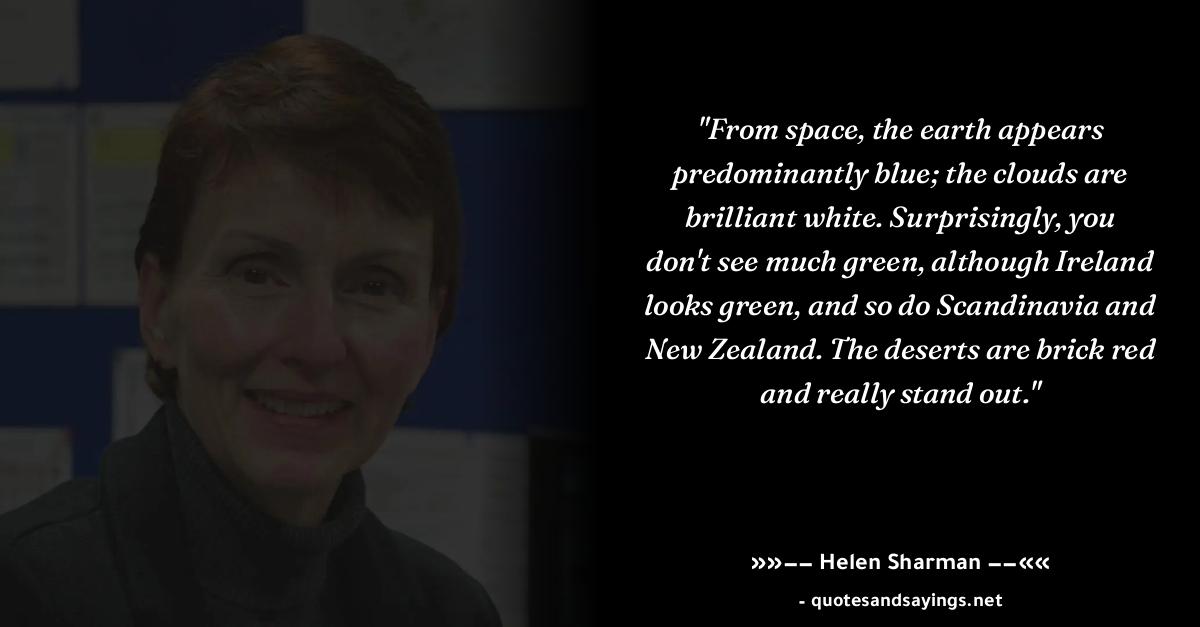 "From space, the earth appears
predominantly blue; the clouds are
brilliant white. Surprisingly, you
don't see much green, although Ireland
looks green, and so do Scandinavia and
New Zealand. The deserts are brick red
and really stand out."
»»–– Helen Sharman ––««
- quotesandsayings.net